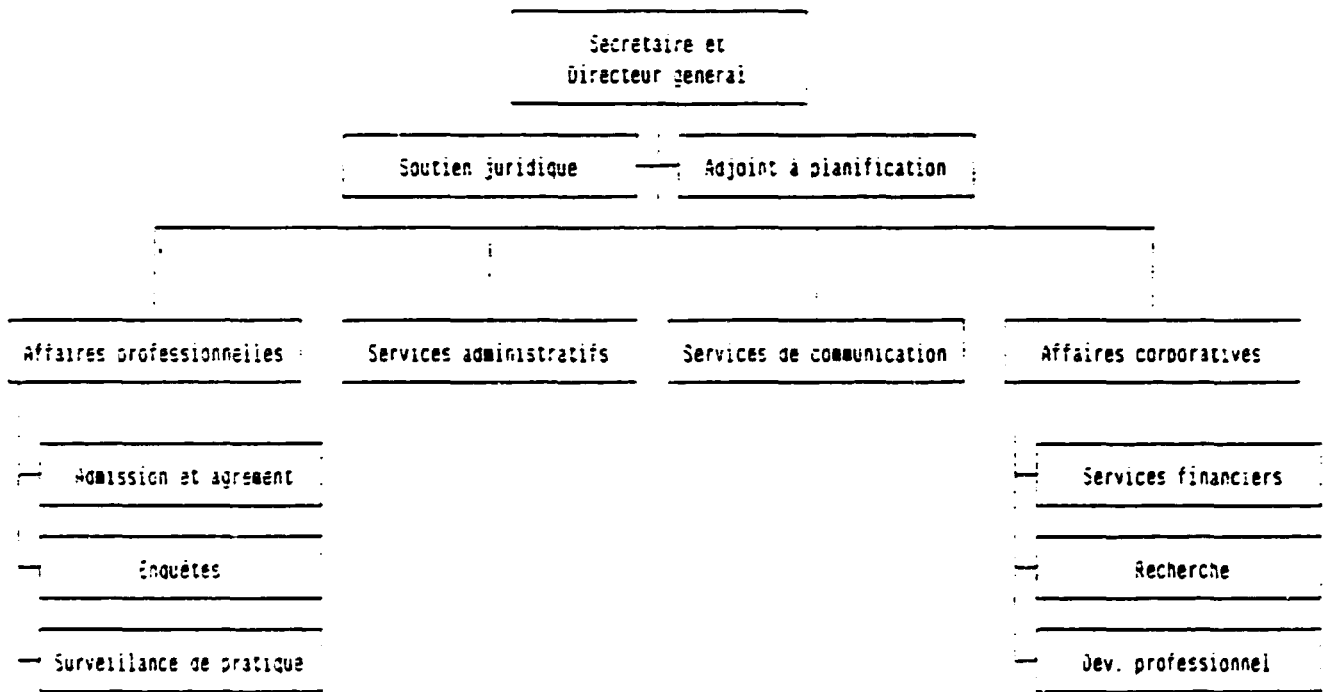 Secretaire et
Directeur general
Soutien juridique
Adjoint à planification
Affaires professionnelles
Services administratifs
Services de communication
Affaires corporatives
Admission et agrement
Services financiers
Enquêtes
Recherche
Surveillance de pratique
Dev. professionnel